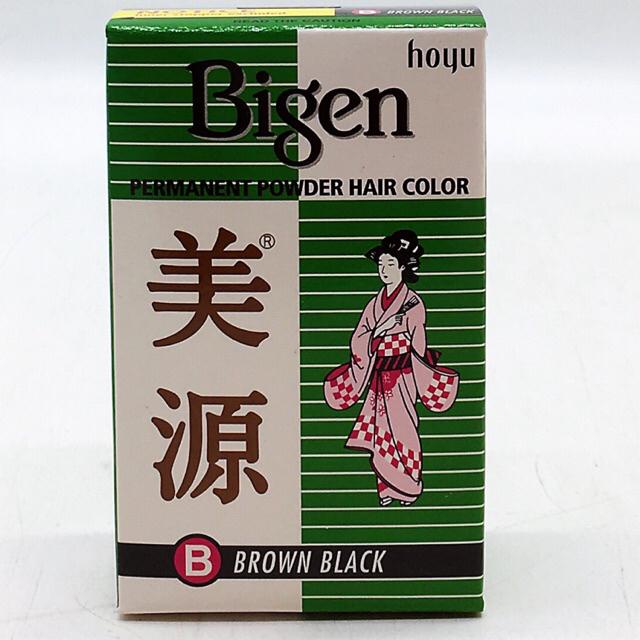 READ THE CAUTION
B BROWN BLACK
hoyu
Bigen
PERMANENT POWDER HAIR COLOR
美®
源
B BROWN BLACK